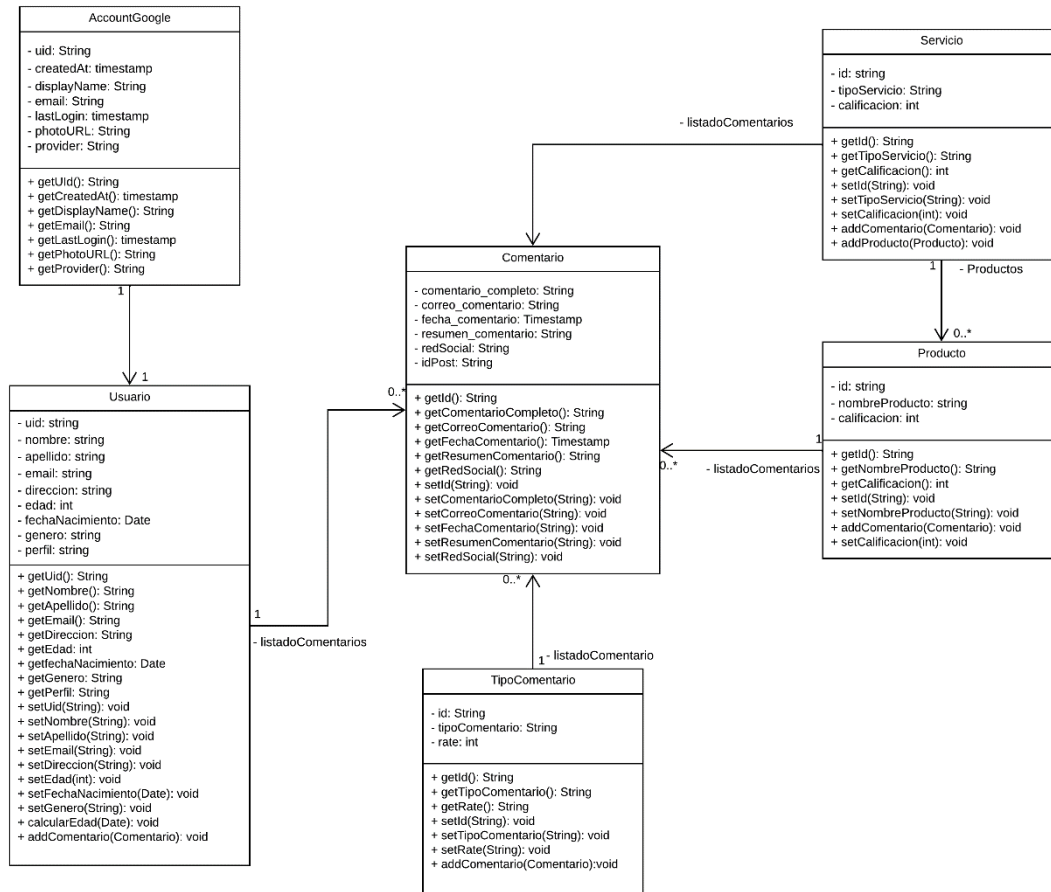 AccountGoogle
- uid: String
- createdAt: timestamp
- displayName: String
- email: String
- lastLogin: timestamp
- photoURL: String
- provider: String
+ getUId(): String
+ getCreatedAt(): timestamp
+ getDisplayName(): String
+ getEmail(): String
+ getLastLogin(): timestamp
+ getPhotoURL(): String
+ getProvider(): String
1
1
Usuario
- uid: string
- nombre: string
- apellido: string
- email: string
- direccion: string
- edad: int
- fechaNacimiento: Date
- genero: string
- perfil: string
+ getUid(): String
+ getNombre(): String
+ getApellido(): String
+ getEmail(): String
+ getDireccion: String
+ getEdad: int
+ getfechaNacimiento: Date
+ getGenero: String
+ getPerfil: String
+ setUid(String): void
+ setNombre(String): void
+ setApellido(String): void
+ setEmail(String): void
+ setDireccion(String): void
+ setEdad(int): void
+ setFechaNacimiento(Date): void
+ setGenero(String): void
+ calcularEdad(Date): void
+ addComentario(Comentario): void
1
- listadoComentarios
0..*
- listadoComentarios
Comentario
- comentario_completo: String
- correo_comentario: String
- fecha_comentario: Timestamp
- resumen_comentario: String
- redSocial: String
- idPost: String
+ getId(): String
+ getComentarioCompleto(): String
+ getCorreoComentario(): String
+ getFechaComentario(): Timestamp
+ getResumenComentario(): String
+ getRedSocial(): String
+ setId(String): void
+ setComentarioCompleto(String): void
+ setCorreoComentario(String): void
+ setFechaComentario(String): void
+ setResumenComentario(String): void
+ setRedSocial(String): void
0..*
1
- listadoComentario
TipoComentario
- id: String
- tipoComentario: String
- rate: int
+ getId(): String
+ getTipoComentario(): String
+ getRate(): String
+ setId(String): void
+ setTipoComentario(String): void
+ setRate(String): void
+ addComentario(Comentario):void
Servicio
- id: string
- tipoServicio: String
- calificacion: int
+ getId(): String
+ getTipoServicio(): String
+ getCalificacion(): int
+ setId(String): void
+ setTipoServicio(String): void
+ setCalificacion(int): void
+ addComentario(Comentario): void
+ addProducto(Producto): void
1
- Productos
0..*
Producto
- id: string
- nombreProducto: string
- calificacion: int
+ getId(): String
+ getNombreProducto(): String
+ getCalificacion(): int
+ setId(String): void
+ setNombreProducto(String): void
+ addComentario(Comentario): void
+ setCalificacion(int): void
1
0..*
- listadoComentarios